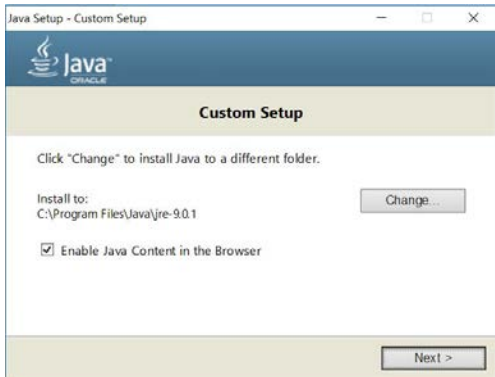 Java Setup - Custom Setup
Java
ORACLE
Custom Setup
Click "Change" to install Java to a different folder.
Install to:
C:\Program Files\Java\jre-9.0.1
Change...
Enable Java Content in the Browser
Next >